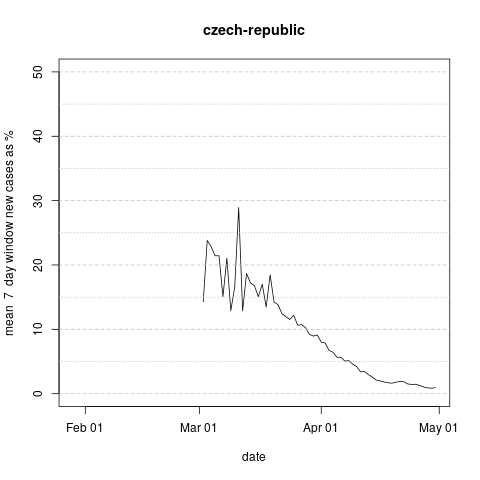 czech-republic
mean 7 day window new cases as %
50
40
30
20
10
0
Feb 01
Mar 01
Apr 01
May 01
date